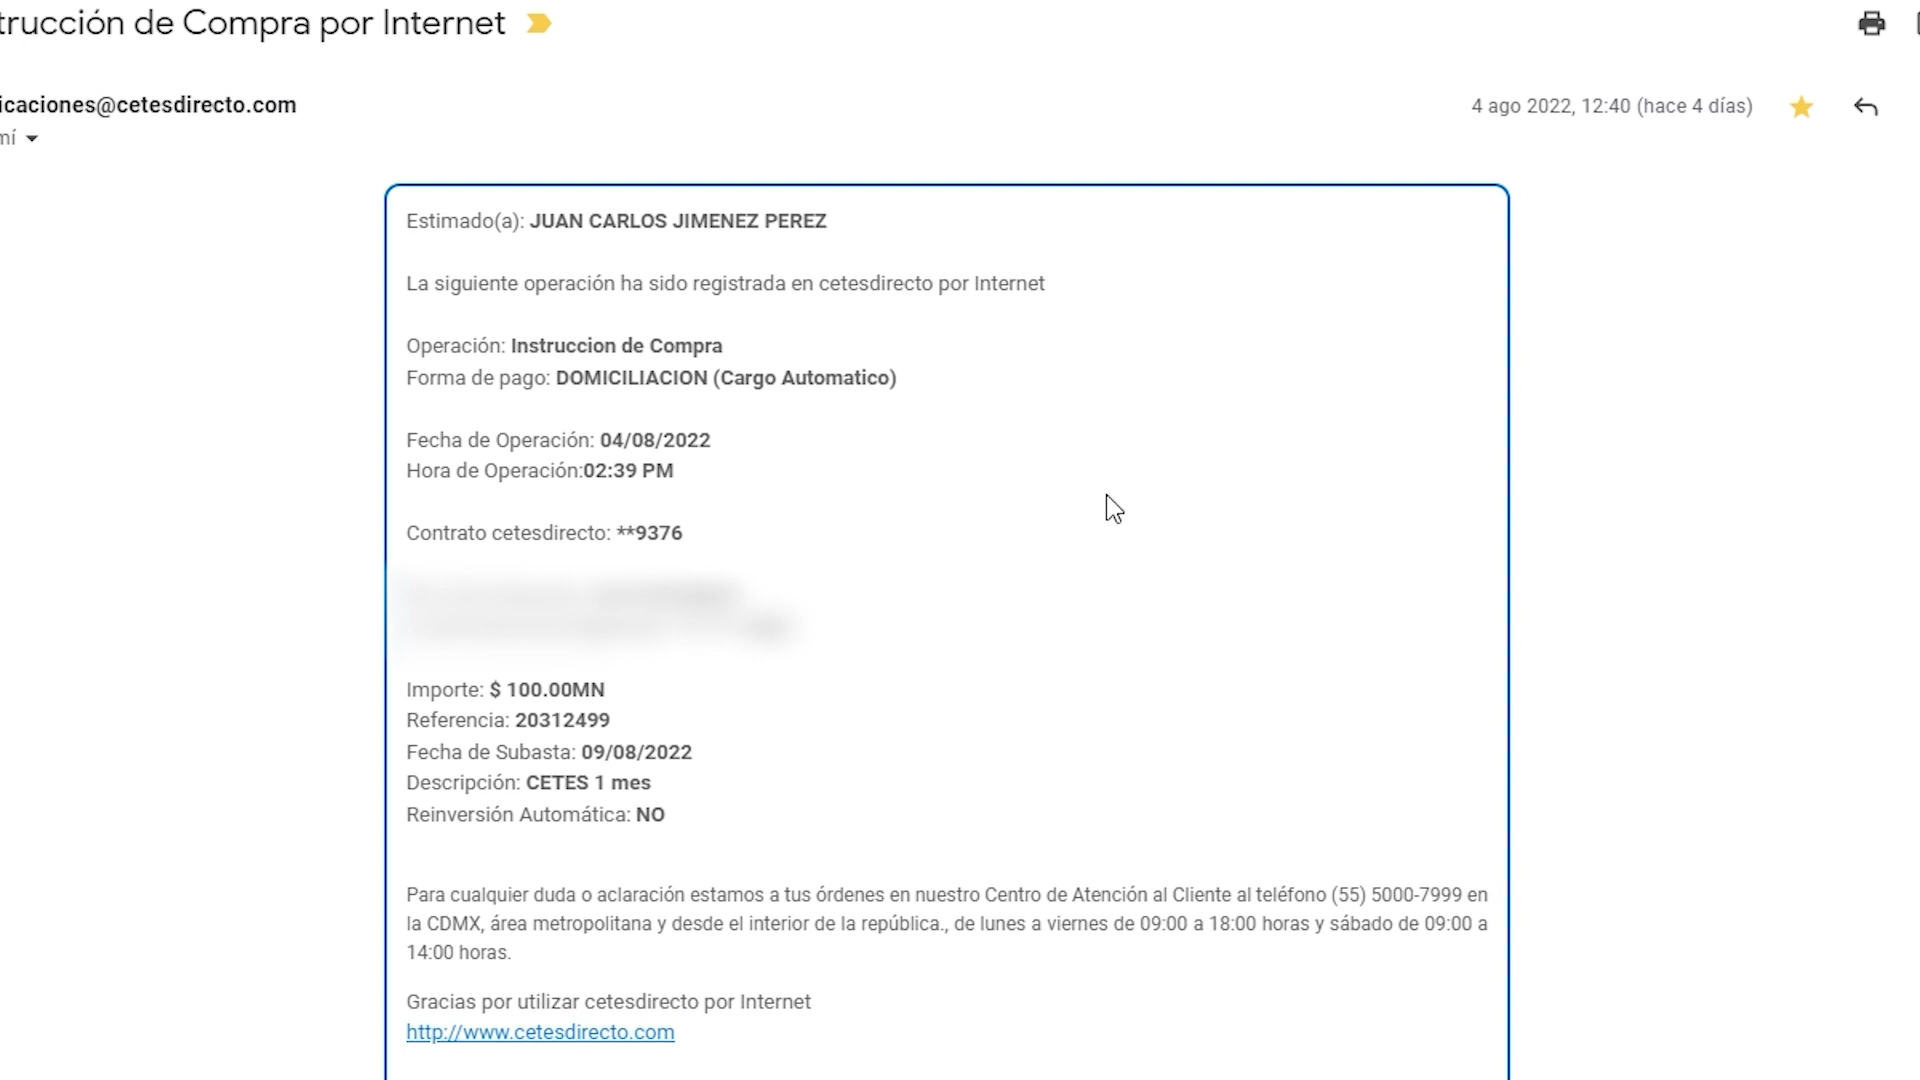 trucción de Compra por Internet
icaciones@cetesdirecto.com
4 ago 2022, 12:40 (hace 4 días)
mí
Estimado(a): JUAN CARLOS JIMENEZ PEREZ
La siguiente operación ha sido registrada en cetesdirecto por Internet
Operación: Instruccion de Compra
Forma de pago: DOMICILIACION (Cargo Automatico)
Fecha de Operación: 04/08/2022
Hora de Operación:02:39 PM
Contrato cetesdirecto: **9376
Importe: $ 100.00MN
Referencia: 20312499
Fecha de Subasta: 09/08/2022
Descripción: CETES 1 mes
Reinversión Automática: NO
Para cualquier duda o aclaración estamos a tus órdenes en nuestro Centro de Atención al Cliente al teléfono (55) 5000-7999 en
la CDMX, área metropolitana y desde el interior de la república., de lunes a viernes de 09:00 a 18:00 horas y sábado de 09:00 a
14:00 horas.
Gracias por utilizar cetesdirecto por Internet
http://www.cetesdirecto.com